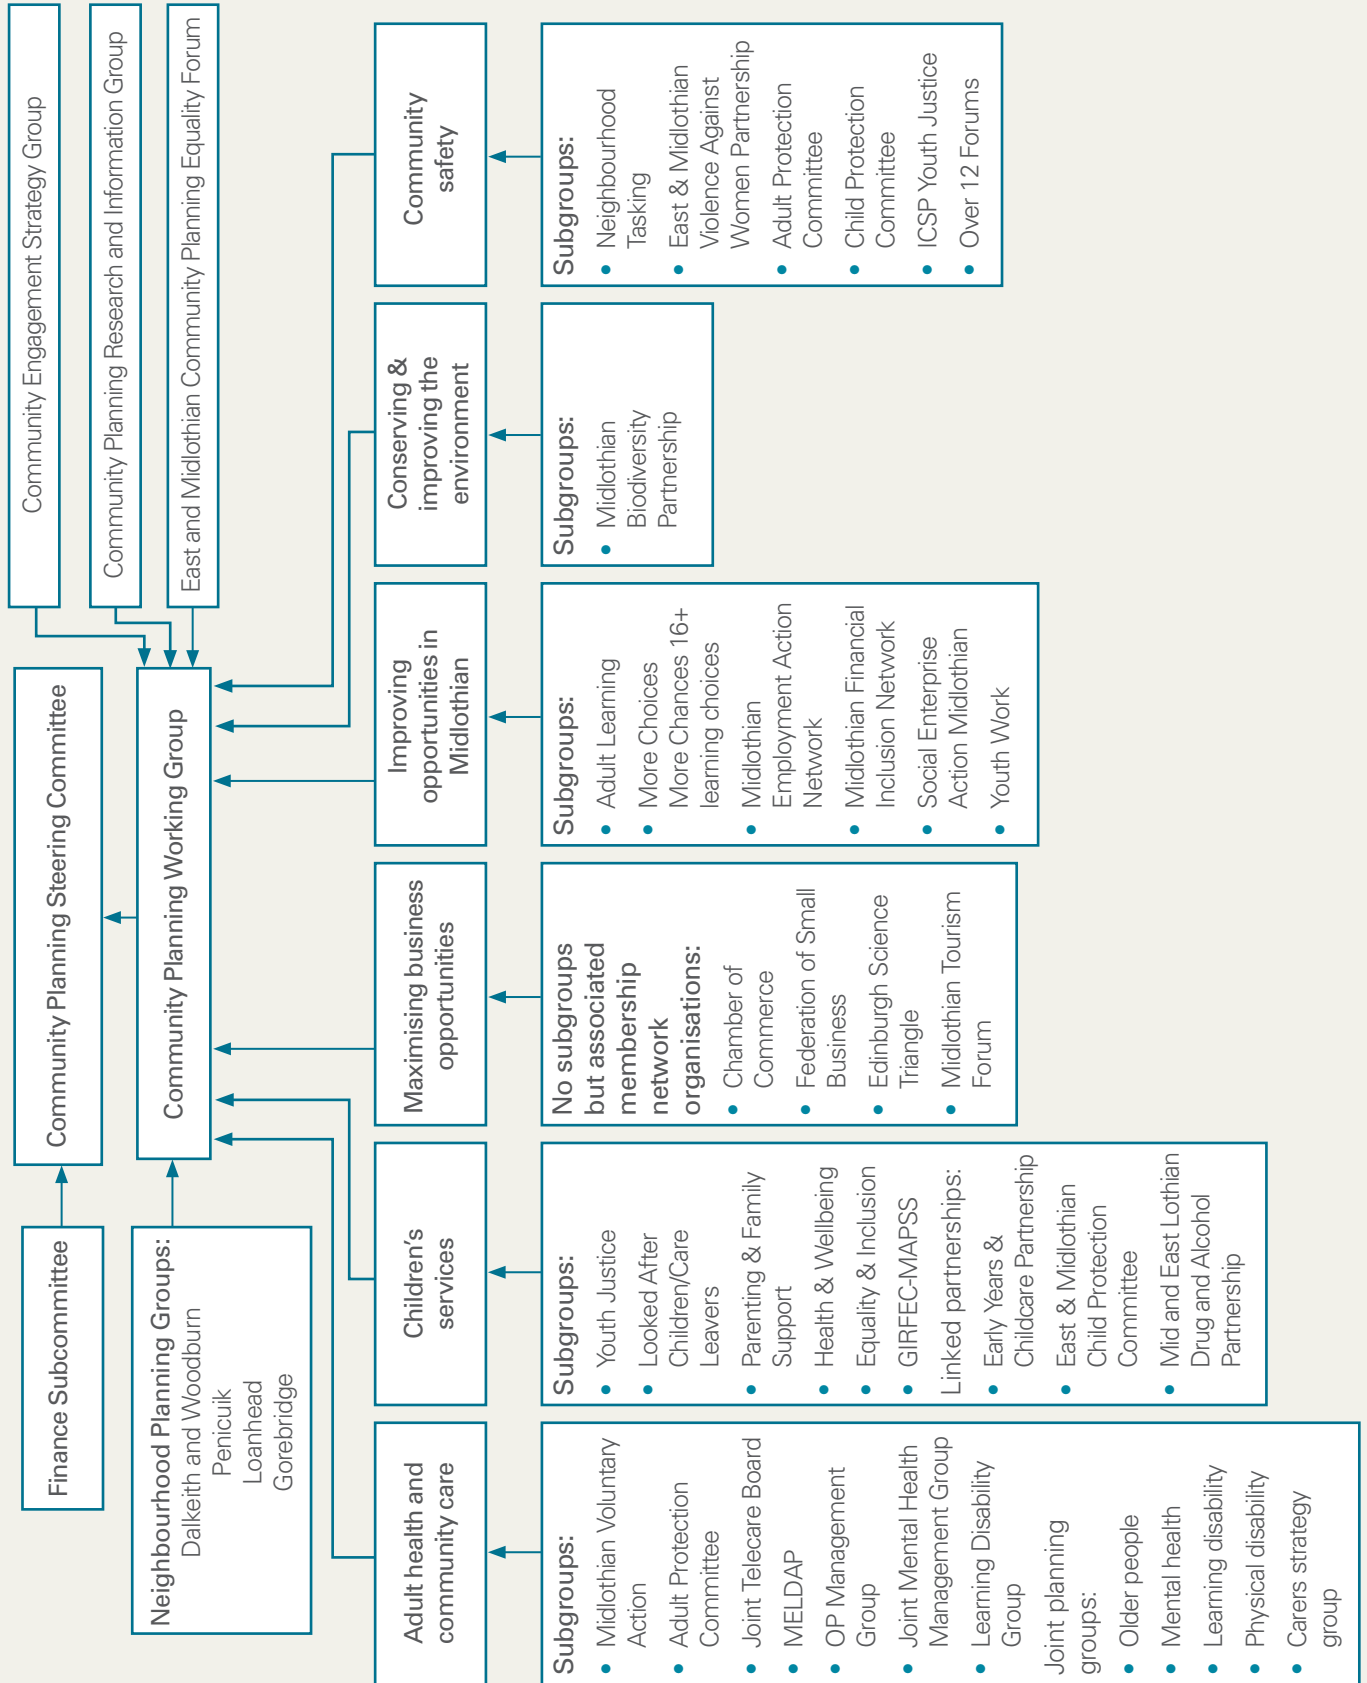 Community Engagement Strategy Group
Community Planning Research and Information Group
East and Midlothian Community Planning Equality Forum
Finance Subcommittee
Community Planning Steering Committee
Neighbourhood Planning Groups:
Dalkeith and Woodburn
Penicuik
Loanhead
Gorebridge
Community Planning Working Group
Adult health and
community care
Subgroups:
• Midlothian Voluntary
Action
• Adult Protection
Committee
• Joint Telecare Board
• MELDAP
• OP Management
Group
• Joint Mental Health
Management Group
• Learning Disability
Group
Joint planning
groups:
• Older people
• Mental health
• Learning disability
• Physical disability
• Carers strategy
group
Children's
services
Subgroups:
• Youth Justice
• Looked After
Children/Care
Leavers
• Parenting & Family
Support
• Health & Wellbeing
• Equality & Inclusion
• GIRFEC-MAPSS
Linked partnerships:
• Early Years &
Childcare Partnership
• East & Midlothian
Child Protection
Committee
• Mid and East Lothian
Drug and Alcohol
Partnership
Maximising business
opportunities
No subgroups
but associated
membership
network
organisations:
• Chamber of
Commerce
• Federation of Small
Business
• Edinburgh Science
Triangle
• Midlothian Tourism
Forum
Improving
opportunities in
Midlothian
Subgroups:
• Adult Learning
• More Choices
More Chances 16+
learning choices
• Midlothian
Employment Action
Network
• Midlothian Financial
Inclusion Network
• Social Enterprise
Action Midlothian
• Youth Work
Conserving &
improving the
environment
Subgroups:
• Midlothian
Biodiversity
Partnership
Community
safety
Subgroups:
• Neighbourhood
Tasking
• East & Midlothian
Violence Against
Women Partnership
• Adult Protection
Committee
• Child Protection
Committee
• ICSP Youth Justice
• Over 12 Forums